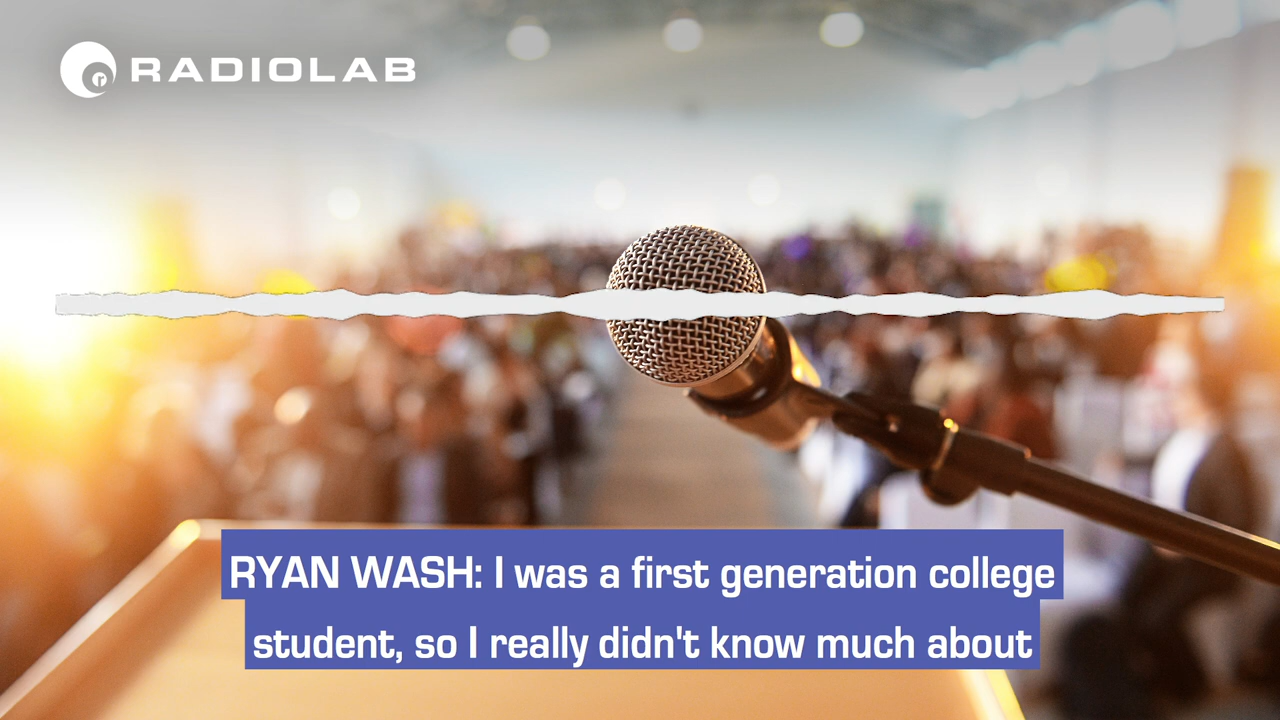 RADIOLAB
RYAN WASH: I was a first generation college
student, so I really didn't know much about